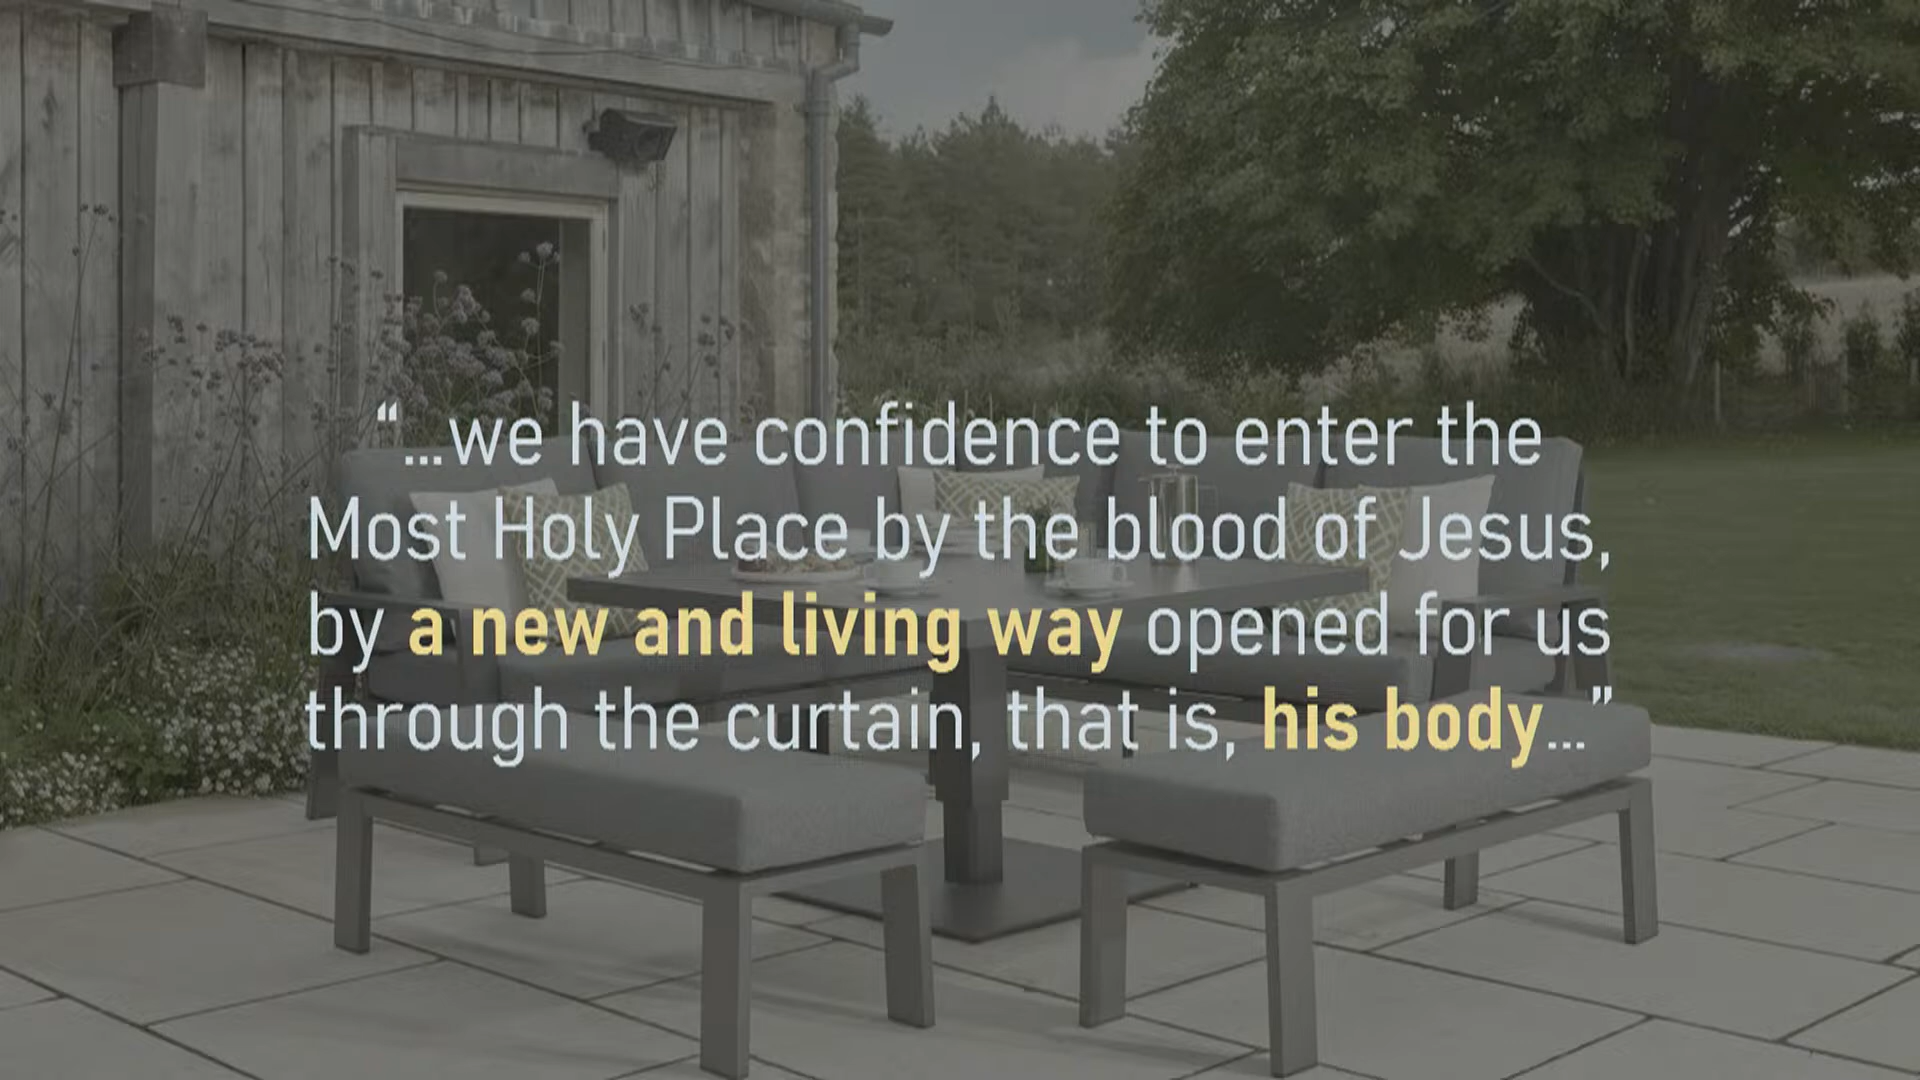 “...we have confidence to enter the
Most Holy Place by the blood of Jesus,
by a new and living way opened for us
through the curtain, that is, his body...”